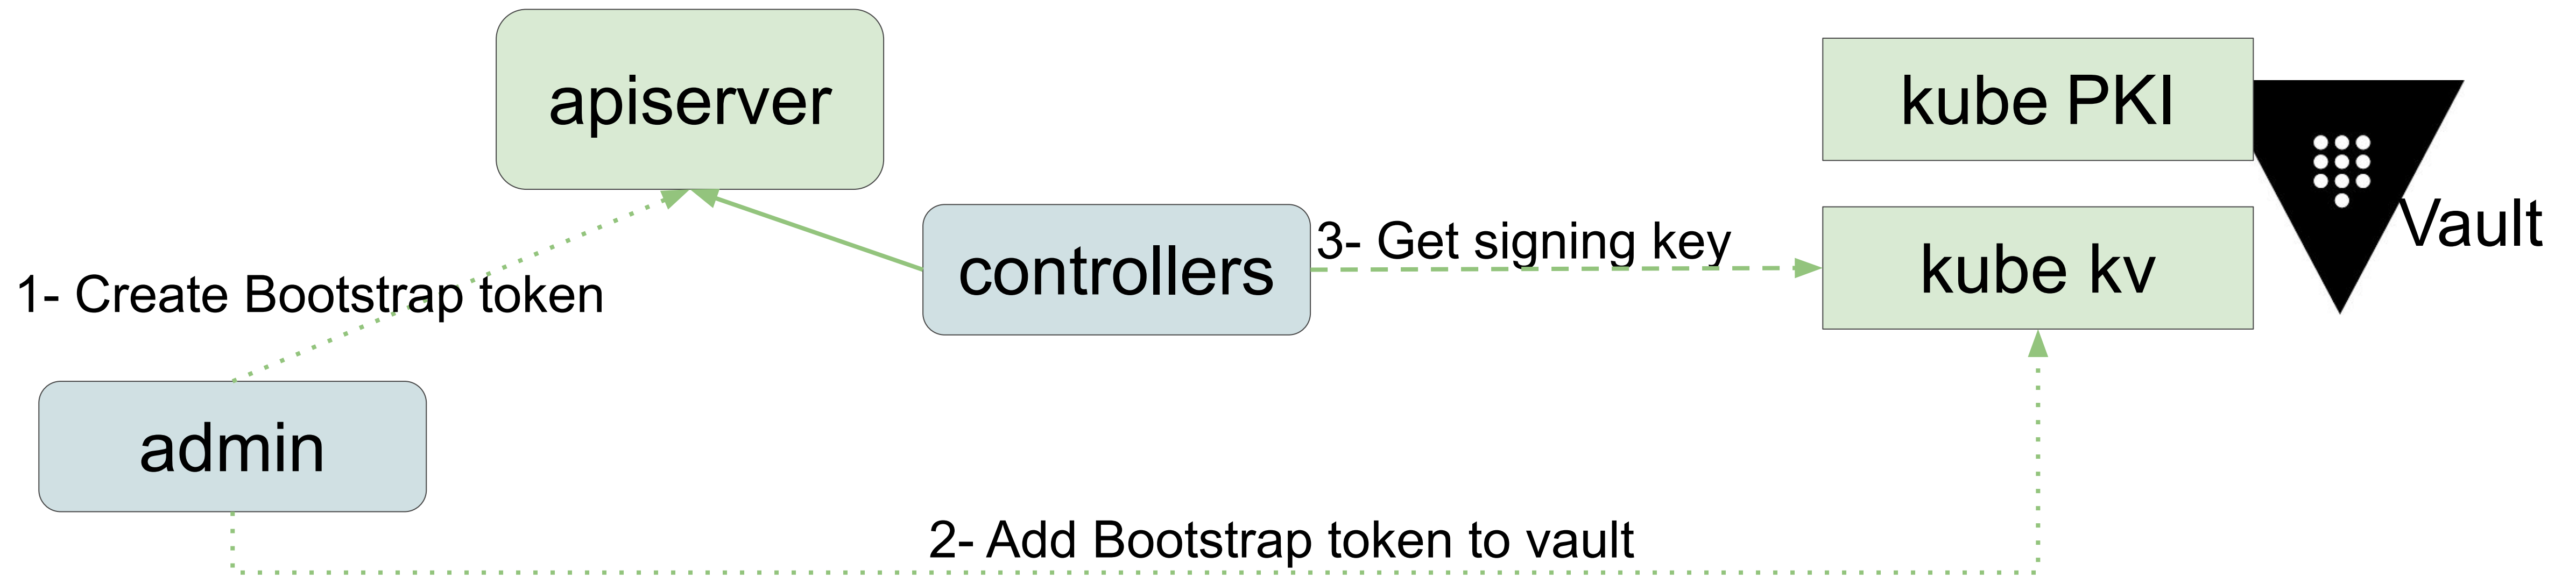 apiserver
kube PKI
Vault
controllers
3- Get signing key
kube kv
1- Create Bootstrap token
admin
2- Add Bootstrap token to vault